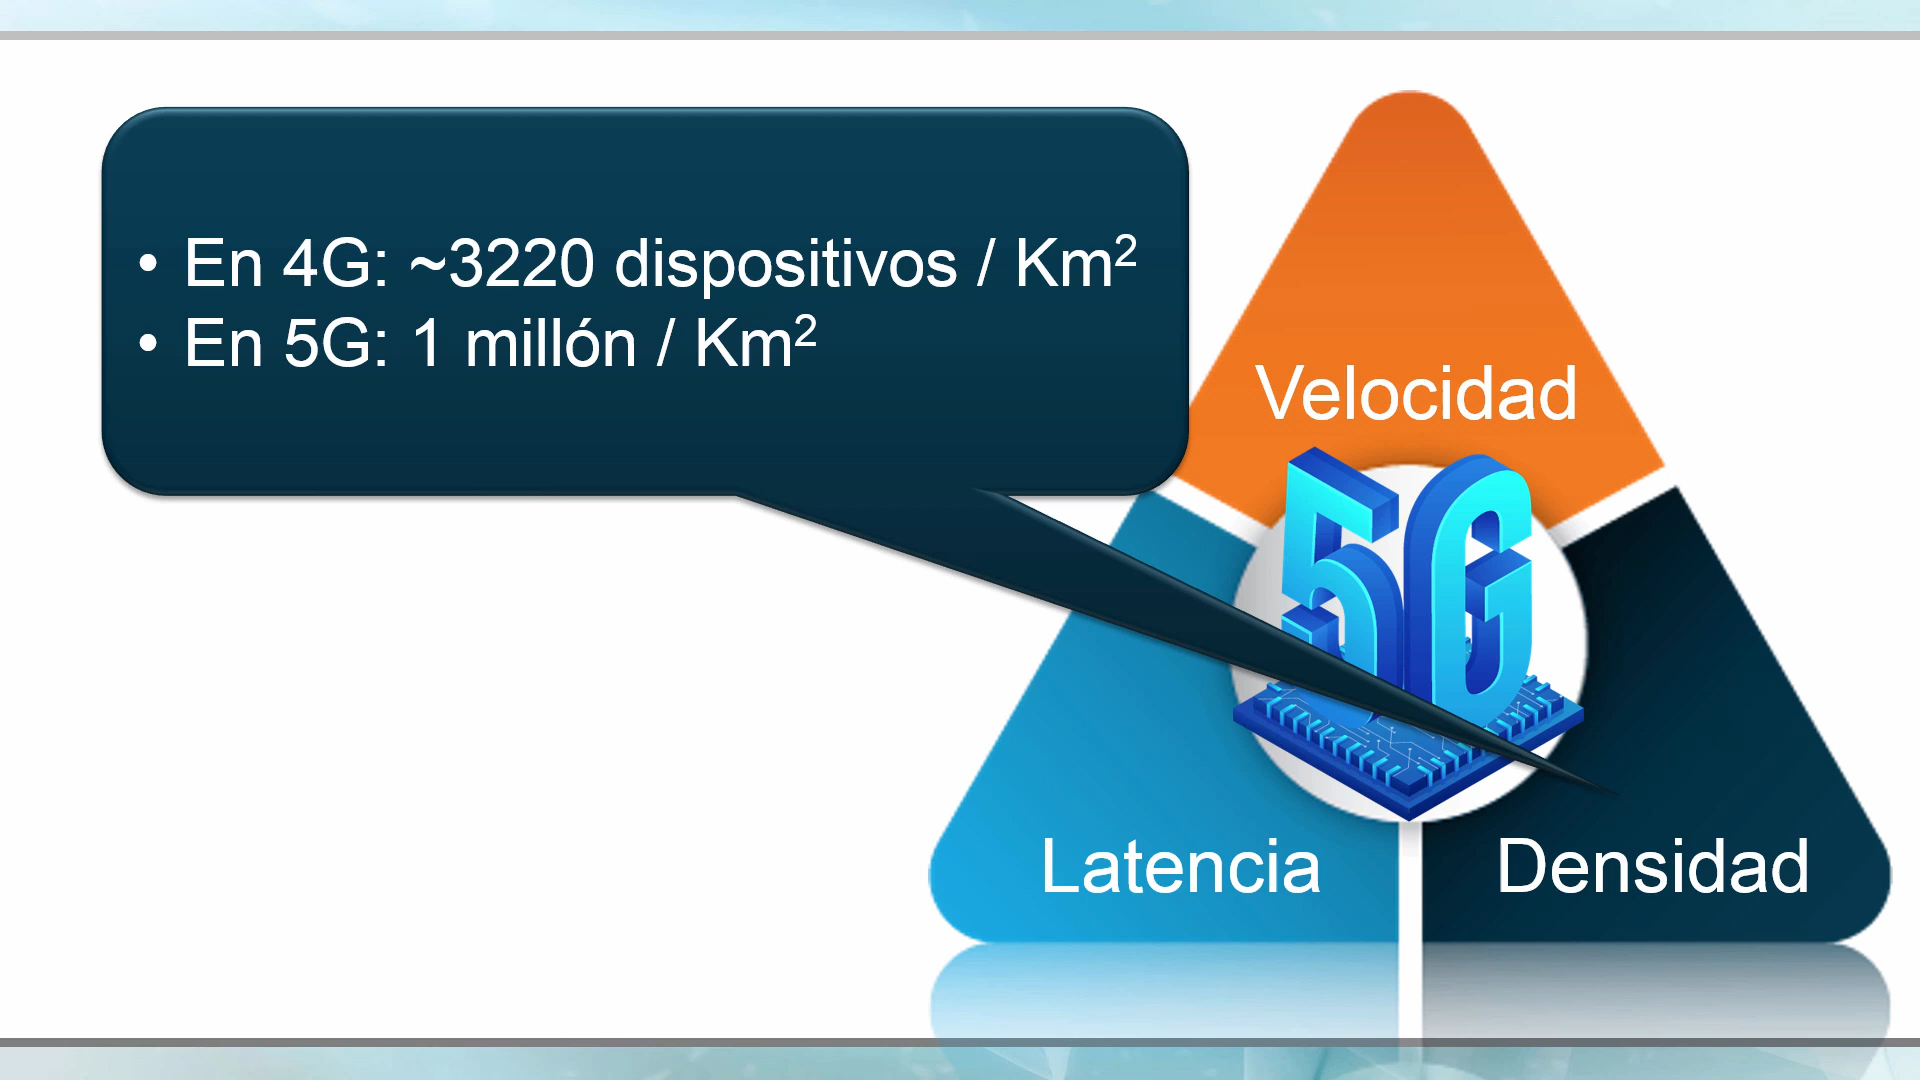 • En 4G: ~3220 dispositivos / Km²
• En 5G: 1 millón / Km²
Velocidad
5G
Latencia
Densidad